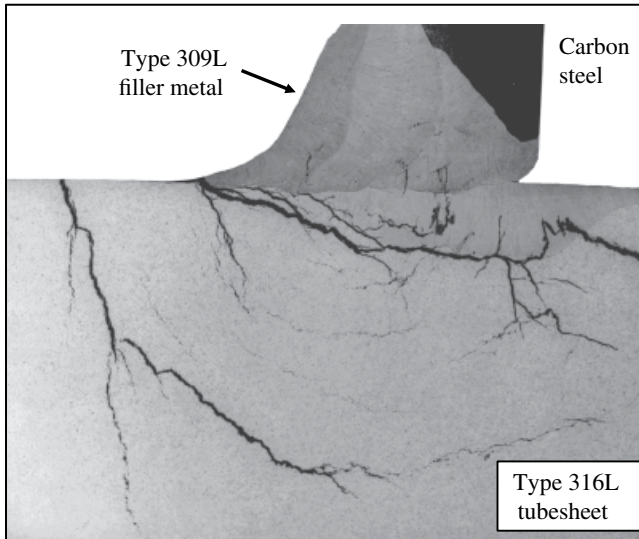 Type 309L
filler metal
Carbon
steel
Type 316L
tubesheet